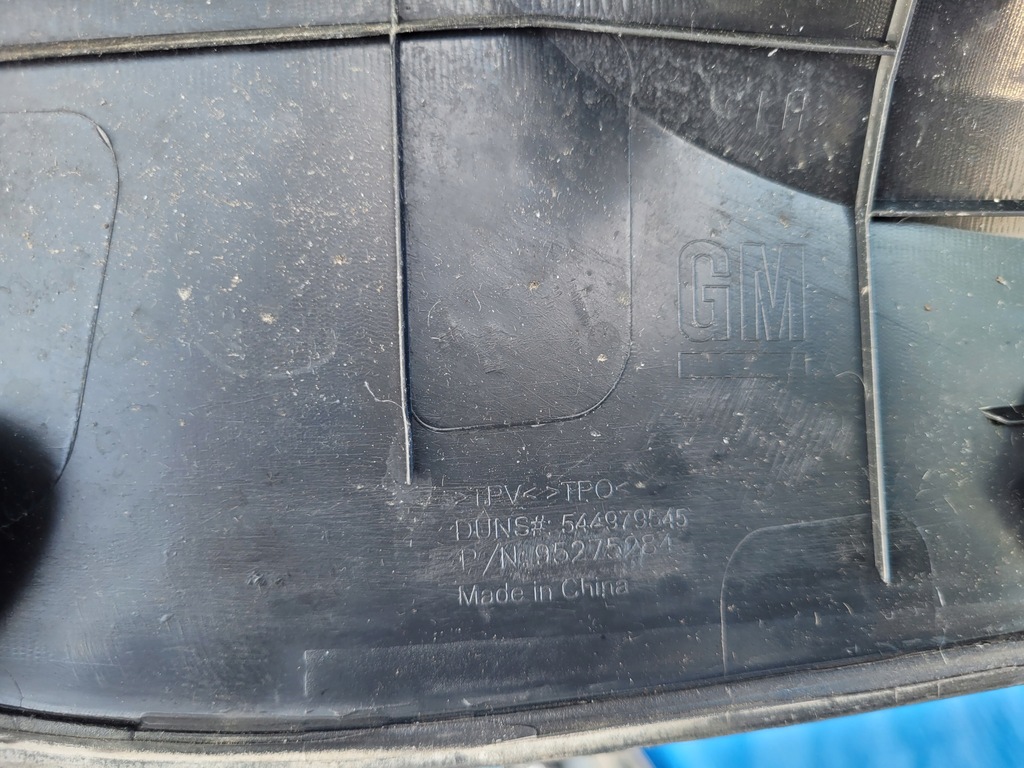 GM
>TPV<>TPO<
DUNS#: 544979545
P/N:95275284
Made in China